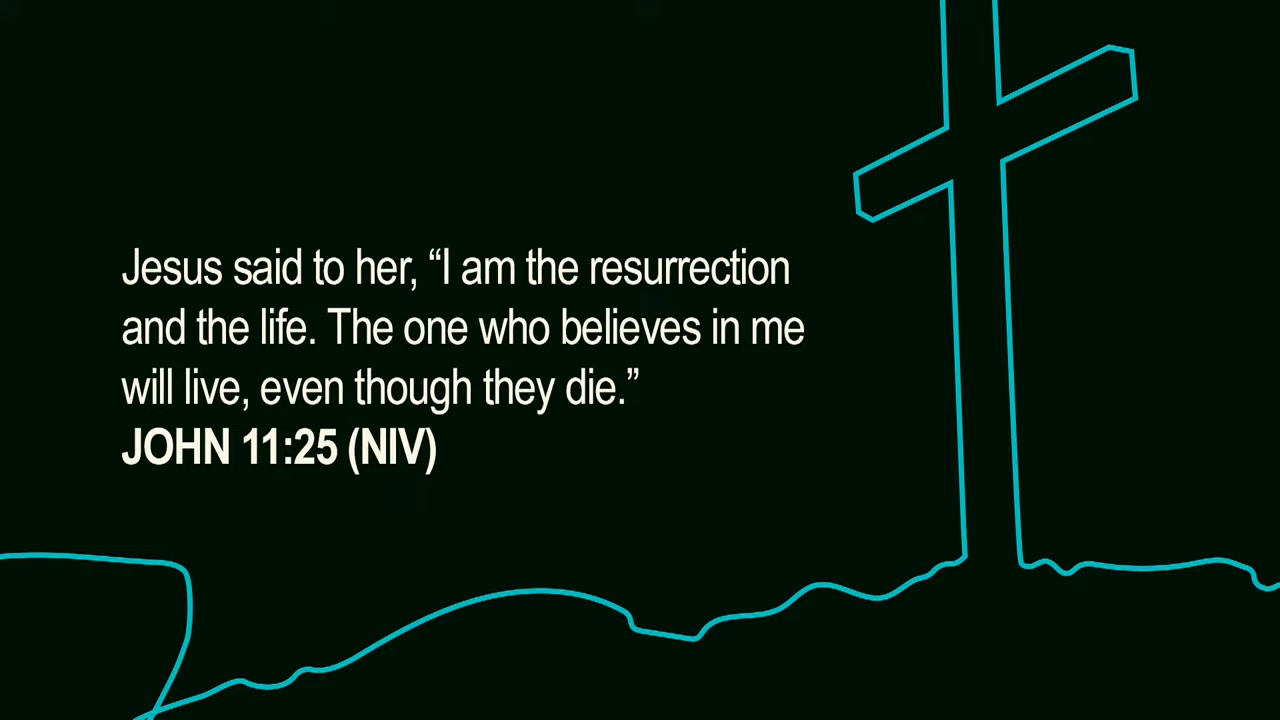 Jesus said to her, “I am the resurrection
and the life. The one who believes in me
will live, even though they die.”
JOHN 11:25 (NIV)